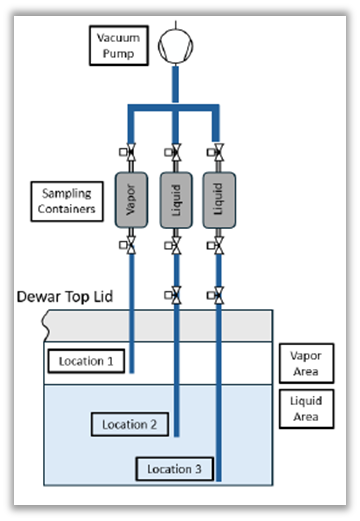 Vacuum
Pump
Sampling
Containers
Vapor
Liquid
Liquid
Dewar Top Lid
Location 1
Vapor
Area
Liquid
Area
Location 2
Location 3